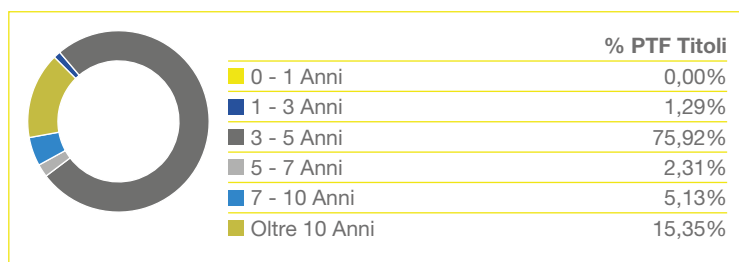 % PTF Titoli
0 - 1 Anni 0,00%
1 - 3 Anni 1,29%
3 - 5 Anni 75,92%
5 - 7 Anni 2,31%
7 - 10 Anni 5,13%
Oltre 10 Anni 15,35%